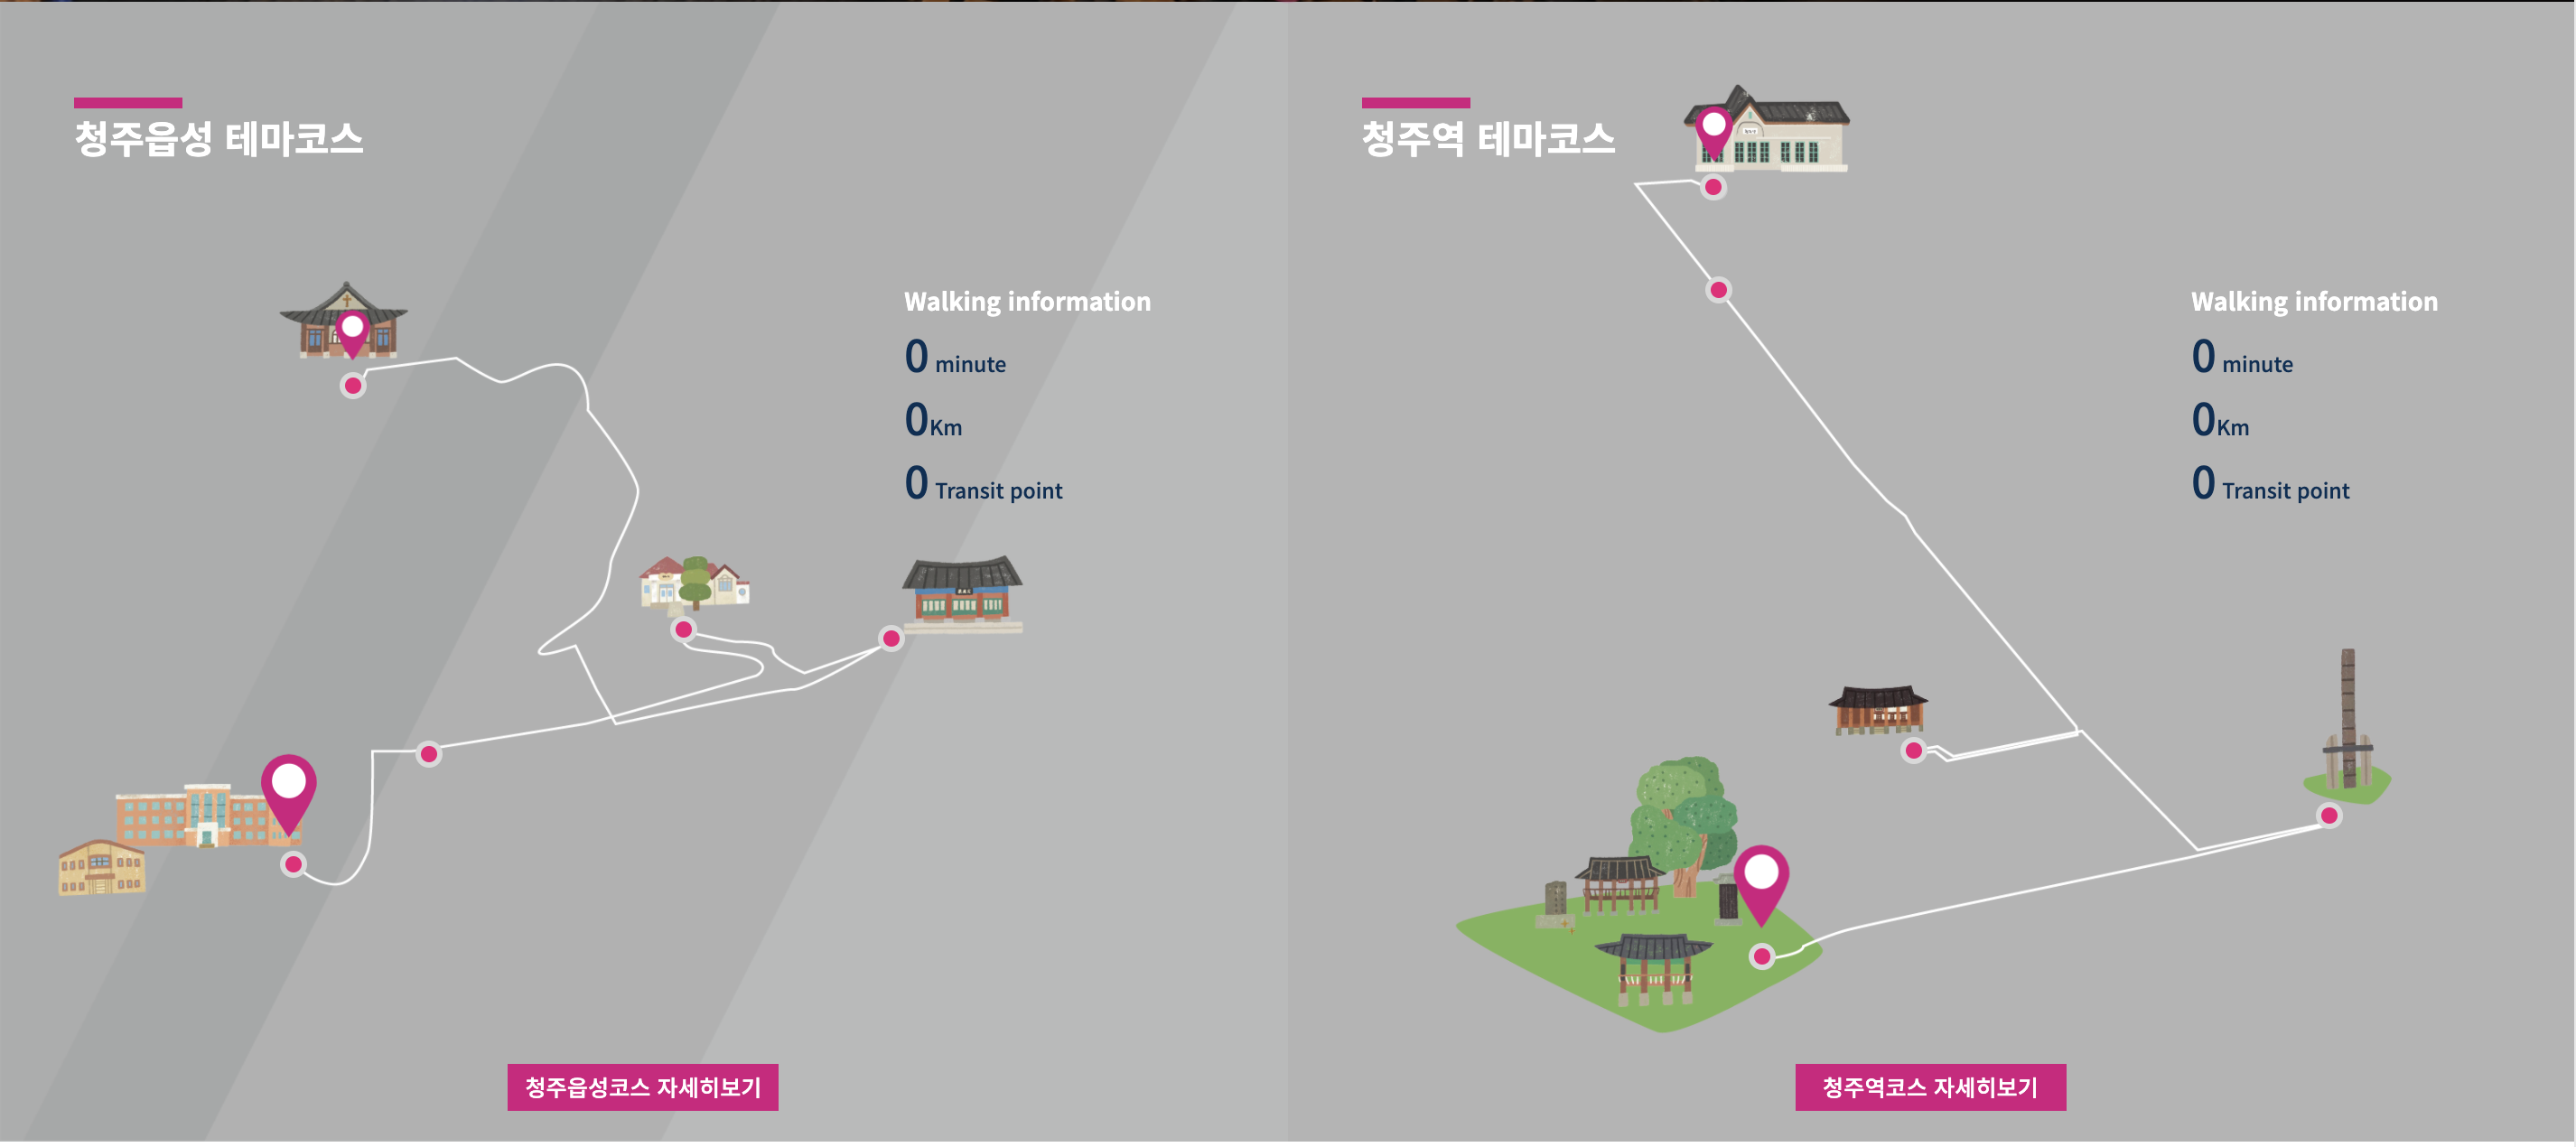 청주읍성 테마코스
Walking information
0 minute
0Km
0 Transit point
청주읍성코스 자세히보기
청주역 테마코스
Walking information
0 minute
0Km
0 Transit point
청주역코스 자세히보기